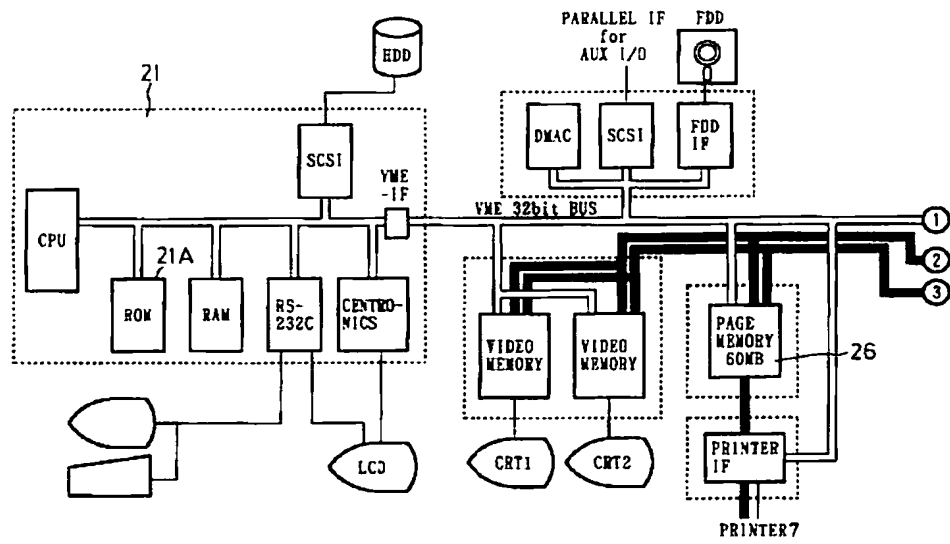 PARALLEL IF
for
AUX I/O
FDD
HDD
21
SCSI
DMAC
SCSI
FDD
IF
VME
-IF
CPU
VME 32bit BUS
1
2
3
21A
ROM
RAM
RS-
232C
CENTRO-
NICS
VIDEO
MEMORY
VIDEO
MEMORY
PAGE
MEMORY
60MB
26
LCD
CRT1
CRT2
PRINTER
IF
PRINTER7